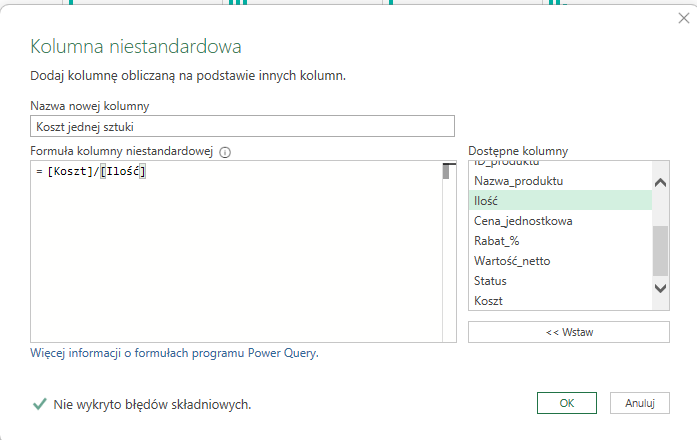 Kolumna niestandardowa
Dodaj kolumnę obliczaną na podstawie innych kolumn.
Nazwa nowej kolumny
Koszt jednej sztuki
Formuła kolumny niestandardowej
= [Koszt]/[Ilość]
Dostępne kolumny
ID_produktu
Nazwa_produktu
Ilość
Cena_jednostkowa
Rabat_%
Wartość_netto
Status
Koszt
<< Wstaw
Więcej informacji o formułach programu Power Query.
Nie wykryto błędów składniowych.
OK
Anuluj